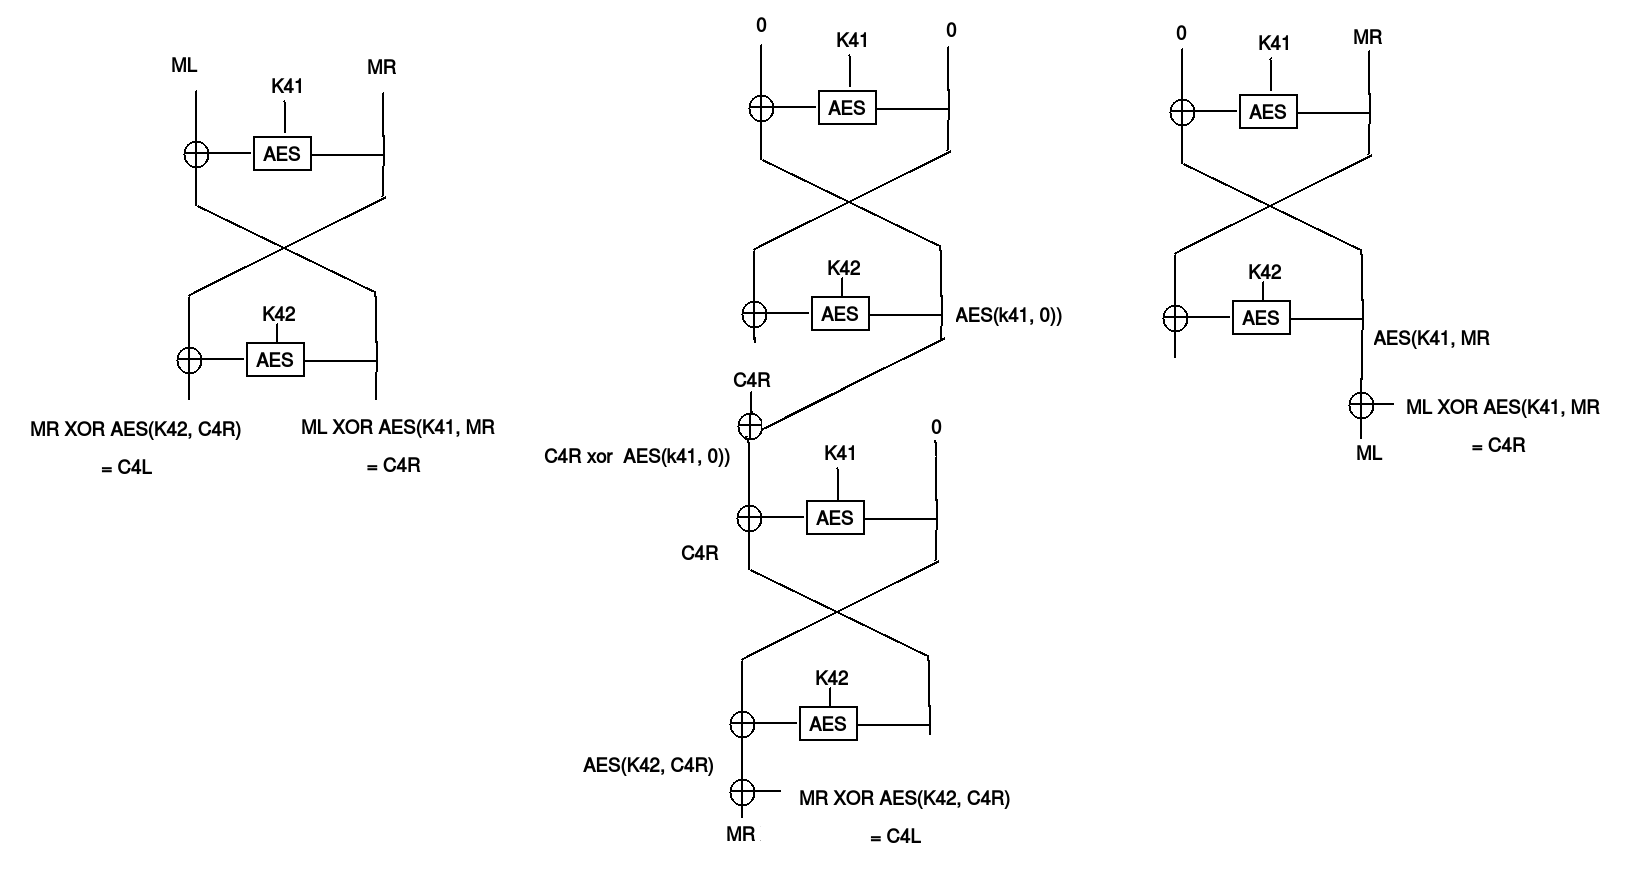 ML
MR
K41
AES
K42
AES
MR XOR AES(K42, C4R)
= C4L
ML XOR AES(K41, MR
= C4R
0
0
K41
AES
K42
AES
AES(k41, 0))
C4R
C4R xor AES(k41, 0))
0
K41
AES
C4R
K42
AES
AES(K42, C4R)
MR XOR AES(K42, C4R)
= C4L
MR
0
MR
K41
AES
K42
AES
AES(K41, MR
ML XOR AES(K41, MR
= C4R
ML